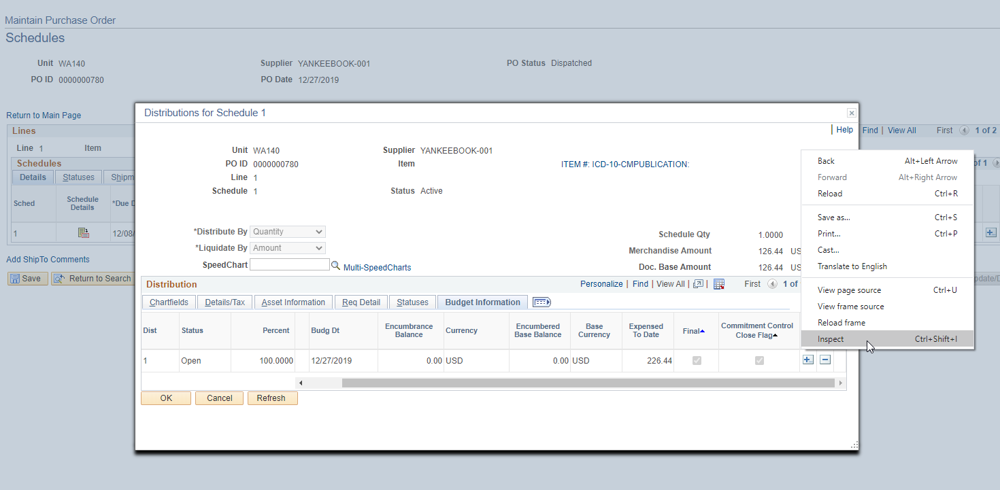 Maintain Purchase Order
Schedules
Unit WA140 Supplier YANKEEBOOK-001 PO Status Dispatched
PO ID 0000000780 PO Date 12/27/2019
Return to Main Page
Lines Find | View All First 1 of 2
Line 1 Item
Schedules of 1
Details Statuses Shipm
Sched Schedule Details *Due D
1 12/08/
Add ShipTo Comments
Save Return to Search pdate/D
Distributions for Schedule 1
Help
Unit WA140 Supplier YANKEEBOOK-001
PO ID 0000000780 Item ITEM #: ICD-10-CMPUBLICATION:
Line 1
Schedule 1 Status Active
*Distribute By Quantity Schedule Qty 1.0000
*Liquidate By Amount Merchandise Amount 126.44 US
SpeedChart Multi-SpeedCharts Doc. Base Amount 126.44 US
Distribution Personalize | Find | View All | | First 1 of
Chartfields Details/Tax Asset Information Req Detail Statuses Budget Information
Dist Status Percent Budg Dt Encumbrance Balance Currency Encumbered Base Balance Base Currency Expensed To Date Final Commitment Control Close Flag
1 Open 100.0000 12/27/2019 0.00 USD 0.00 USD 226.44
OK Cancel Refresh
Back Alt+Left Arrow
Forward Alt+Right Arrow
Reload Ctrl+R
Save as... Ctrl+S
Print... Ctrl+P
Cast...
Translate to English
View page source Ctrl+U
View frame source
Reload frame
Inspect Ctrl+Shift+I